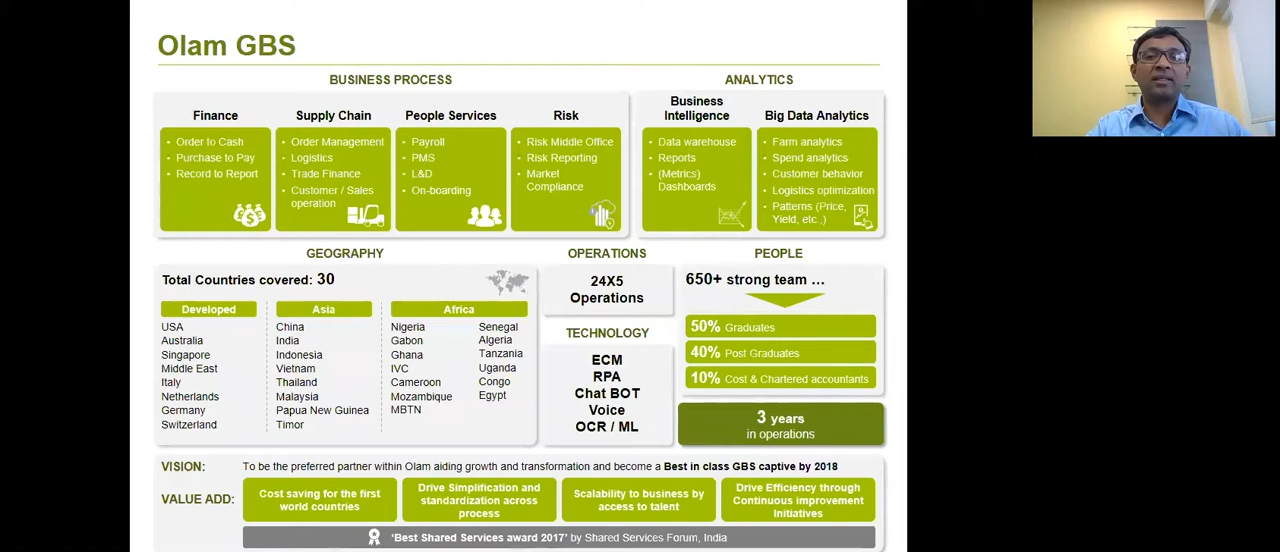 Olam GBS
BUSINESS PROCESS
Finance
• Order to Cash
• Purchase to Pay
• Record to Report
Supply Chain
• Order Management
• Logistics
• Trade Finance
• Customer / Sales
operation
People Services
• Payroll
• PMS
• L&D
• On-boarding
Risk
• Risk Middle Office
• Risk Reporting
• Market
Compliance
ANALYTICS
Business
Intelligence
• Data warehouse
• Reports
• (Metrics)
Dashboards
Big Data Analytics
• Farm analytics
• Spend analytics
• Customer behavior
• Logistics optimization
• Patterns (Price,
Yield, etc.,)
GEOGRAPHY
Total Countries covered: 30
Developed
USA
Australia
Singapore
Middle East
Italy
Netherlands
Germany
Switzerland
Asia
China
India
Indonesia
Vietnam
Thailand
Malaysia
Papua New Guinea
Timor
Africa
Nigeria
Gabon
Ghana
IVC
Cameroon
Mozambique
MBTN
Senegal
Algeria
Tanzania
Uganda
Congo
Egypt
OPERATIONS
24X5
Operations
TECHNOLOGY
ECM
RPA
Chat BOT
Voice
OCR / ML
PEOPLE
650+ strong team ...
50% Graduates
40% Post Graduates
10% Cost & Chartered accountants
3 years
in operations
VISION: To be the preferred partner within Olam aiding growth and transformation and become a Best in class GBS captive by 2018
VALUE ADD:
Cost saving for the first
world countries
Drive Simplification and
standardization across
process
Scalability to business by
access to talent
Drive Efficiency through
Continuous improvement
Initiatives
'Best Shared Services award 2017' by Shared Services Forum, India